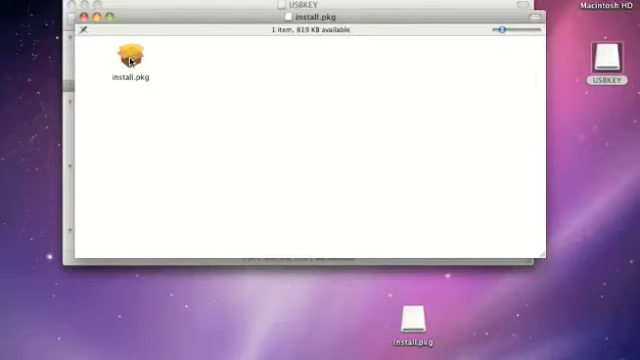 USBKEY
Macintosh HD
install.pkg
1 item, 819 KB available
install.pkg
USBKEY
Install.pkg